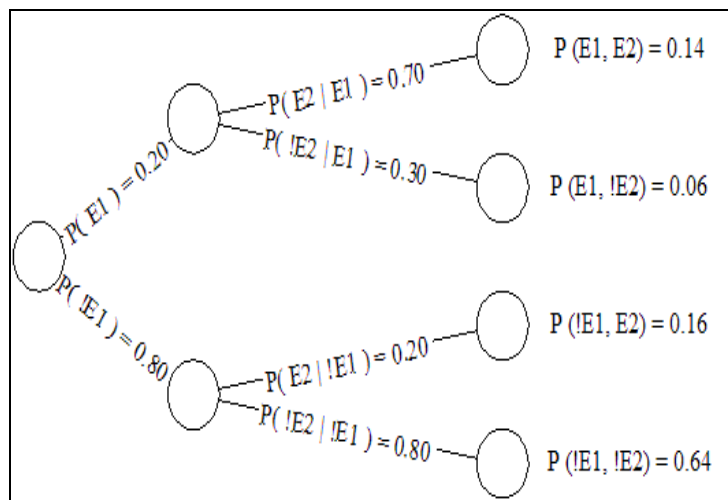 P (E1, E2) = 0.14
P( E2 | E1 ) = 0.70
P( !E2 | E1 ) = 0.30
P (E1, !E2) = 0.06
P( E1 ) = 0.20
P( !E1 ) = 0.80
P (!E1, E2) = 0.16
P( E2 | !E1 ) = 0.20
P( !E2 | !E1 ) = 0.80
P (!E1, !E2) = 0.64